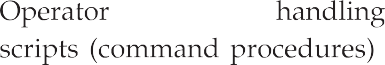 Operator handling
scripts (command procedures)